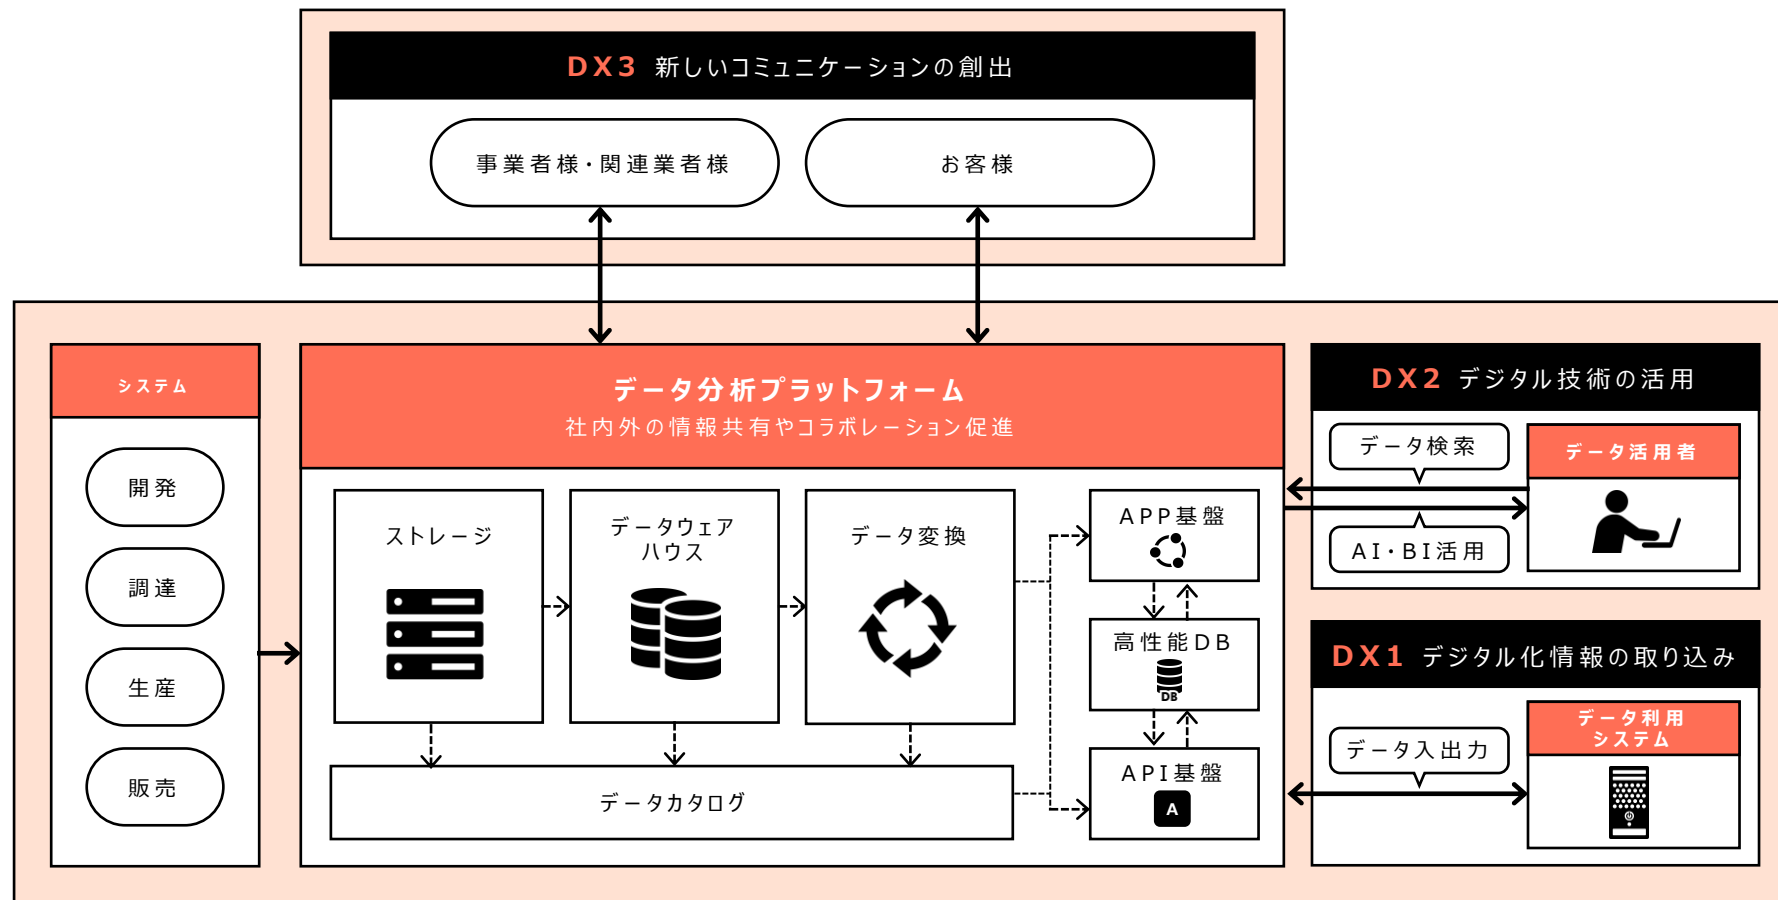 DX3 新しいコミュニケーションの創出
事業者様・関連業者様
お客様
システム
開発
調達
生産
販売
データ分析プラットフォーム
社内外の情報共有やコラボレーション促進
ストレージ
データウェア
ハウス
データ変換
データカタログ
APP基盤
高性能DB
DB
API基盤
A
DX2 デジタル技術の活用
データ検索
AI・BI活用
データ活用者
DX1 デジタル化情報の取り込み
データ入出力
データ利用
システム